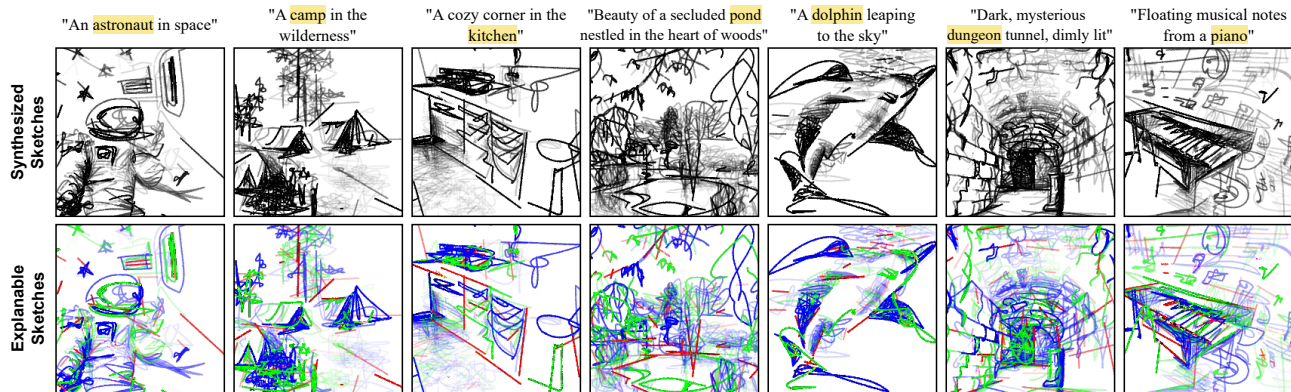 "An astronaut in space"
"A camp in the
wilderness"
"A cozy corner in the
kitchen"
"Beauty of a secluded pond
nestled in the heart of woods"
"A dolphin leaping
to the sky"
"Dark, mysterious
dungeon tunnel, dimly lit"
"Floating musical notes
from a piano"
Synthesized
Sketches
Explanable
Sketches